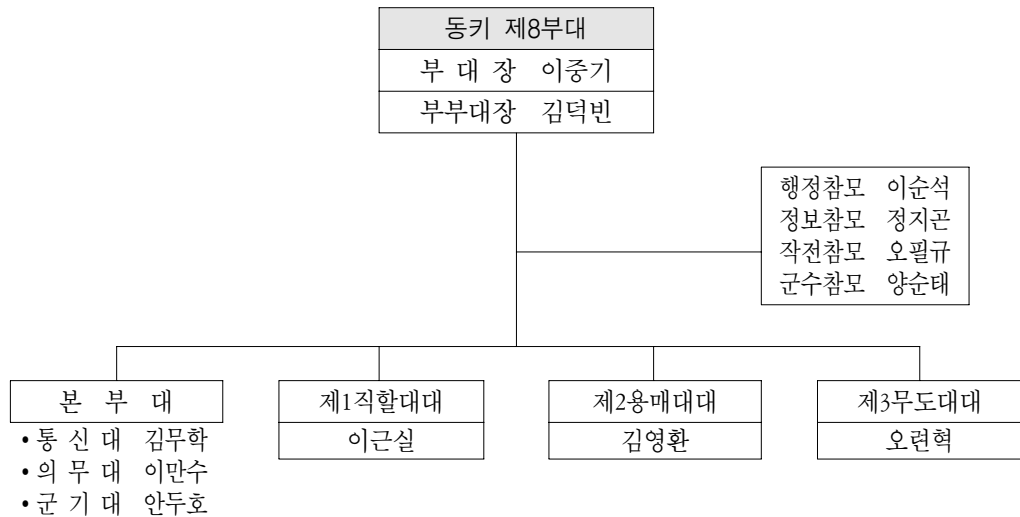 동키 제8부대
부 대 장 이중기
부부대장 김덕빈
행정참모 이순석
정보참모 정지곤
작전참모 오필규
군수참모 양순태
본 부 대
• 통 신 대 김무학
• 의 무 대 이만수
• 군 기 대 안두호
제1직할대대
이근실
제2용매대대
김영환
제3무도대대
오련혁